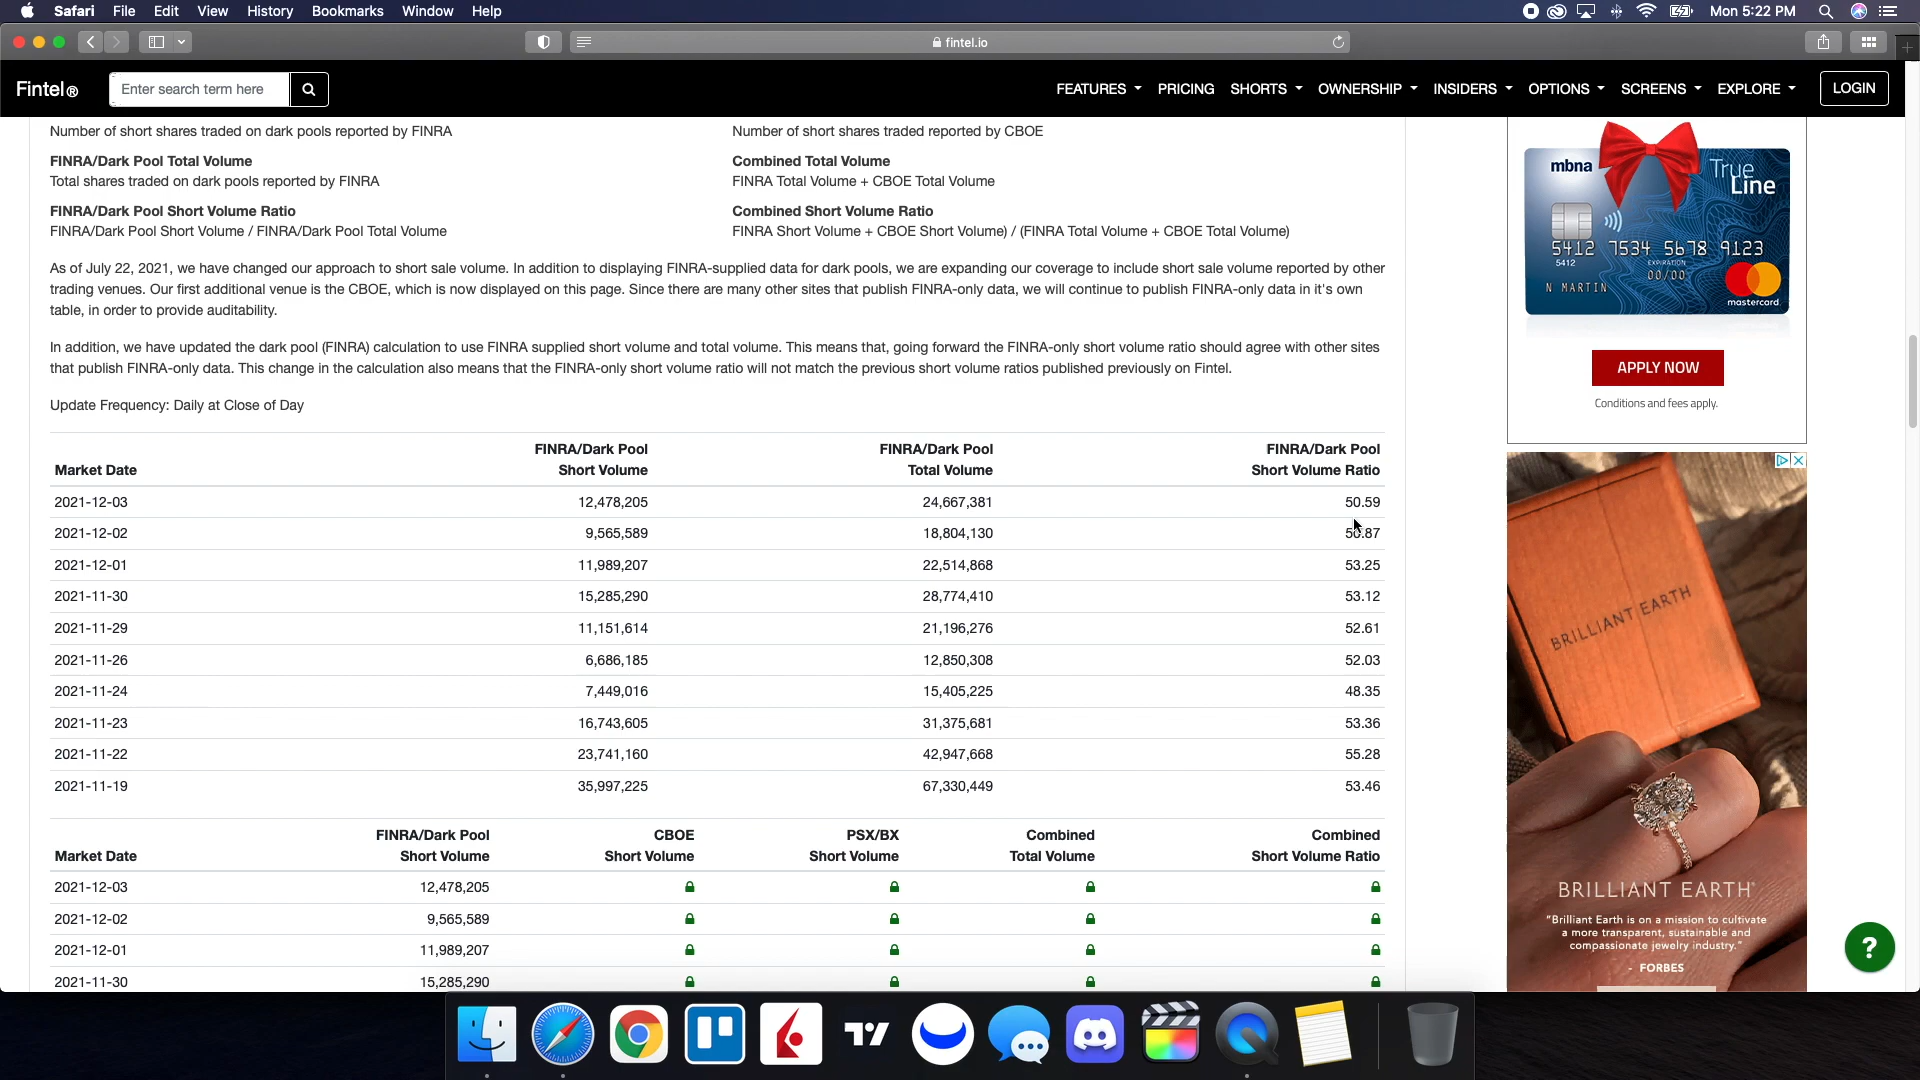 Safari File Edit View History Bookmarks Window Help Mon 5:22 PM
fintel.io
Fintel® Enter search term here FEATURES PRICING SHORTS OWNERSHIP INSIDERS OPTIONS SCREENS EXPLORE LOGIN
Number of short shares traded on dark pools reported by FINRA
Number of short shares traded reported by CBOE
FINRA/Dark Pool Total Volume
Total shares traded on dark pools reported by FINRA
Combined Total Volume
FINRA Total Volume + CBOE Total Volume
FINRA/Dark Pool Short Volume Ratio
FINRA/Dark Pool Short Volume / FINRA/Dark Pool Total Volume
Combined Short Volume Ratio
FINRA Short Volume + CBOE Short Volume) / (FINRA Total Volume + CBOE Total Volume)
As of July 22, 2021, we have changed our approach to short sale volume. In addition to displaying FINRA-supplied data for dark pools, we are expanding our coverage to include short sale volume reported by other
trading venues. Our first additional venue is the CBOE, which is now displayed on this page. Since there are many other sites that publish FINRA-only data, we will continue to publish FINRA-only data in it's own
table, in order to provide auditability.
In addition, we have updated the dark pool (FINRA) calculation to use FINRA supplied short volume and total volume. This means that, going forward the FINRA-only short volume ratio should agree with other sites
that publish FINRA-only data. This change in the calculation also means that the FINRA-only short volume ratio will not match the previous short volume ratios published previously on Fintel.
Update Frequency: Daily at Close of Day
FINRA/Dark Pool FINRA/Dark Pool FINRA/Dark Pool
Market Date Short Volume Total Volume Short Volume Ratio
2021-12-03 12,478,205 24,667,381 50.59
2021-12-02 9,565,589 18,804,130 50.87
2021-12-01 11,989,207 22,514,868 53.25
2021-11-30 15,285,290 28,774,410 53.12
2021-11-29 11,151,614 21,196,276 52.61
2021-11-26 6,686,185 12,850,308 52.03
2021-11-24 7,449,016 15,405,225 48.35
2021-11-23 16,743,605 31,375,681 53.36
2021-11-22 23,741,160 42,947,668 55.28
2021-11-19 35,997,225 67,330,449 53.46
FINRA/Dark Pool CBOE PSX/BX Combined Combined
Market Date Short Volume Short Volume Short Volume Total Volume Short Volume Ratio
2021-12-03 12,478,205
2021-12-02 9,565,589
2021-12-01 11,989,207
2021-11-30 15,285,290
mbna True
Line
5412 7534 5678 9123
5412 EXPIRATION 00/00
N MARTIN
mastercard
APPLY NOW
Conditions and fees apply.
BRILLIANT EARTH
BRILLIANT EARTH
"Brilliant Earth is on a mission to cultivate
a more transparent, sustainable and
compassionate jewelry industry."
- FORBES
?